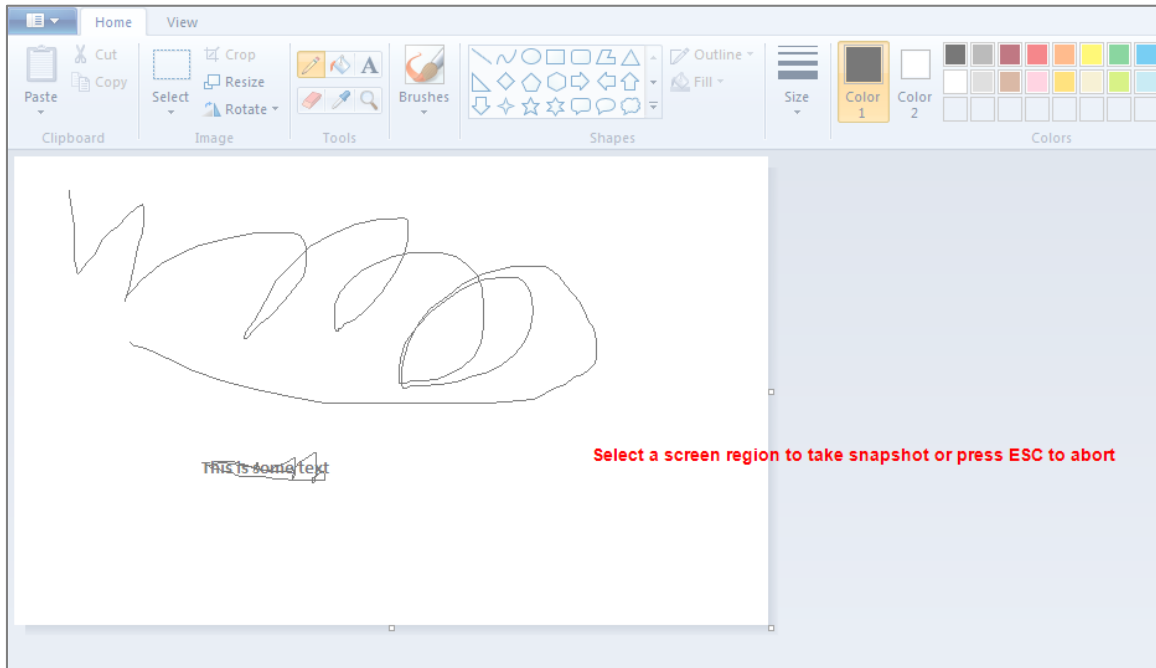 Home View
Cut Crop Outline
Copy Resize Fill
Paste Select Rotate A Brushes Size Color 1 Color 2
Clipboard Image Tools Shapes Colors
Select a screen region to take snapshot or press ESC to abort
This is some text